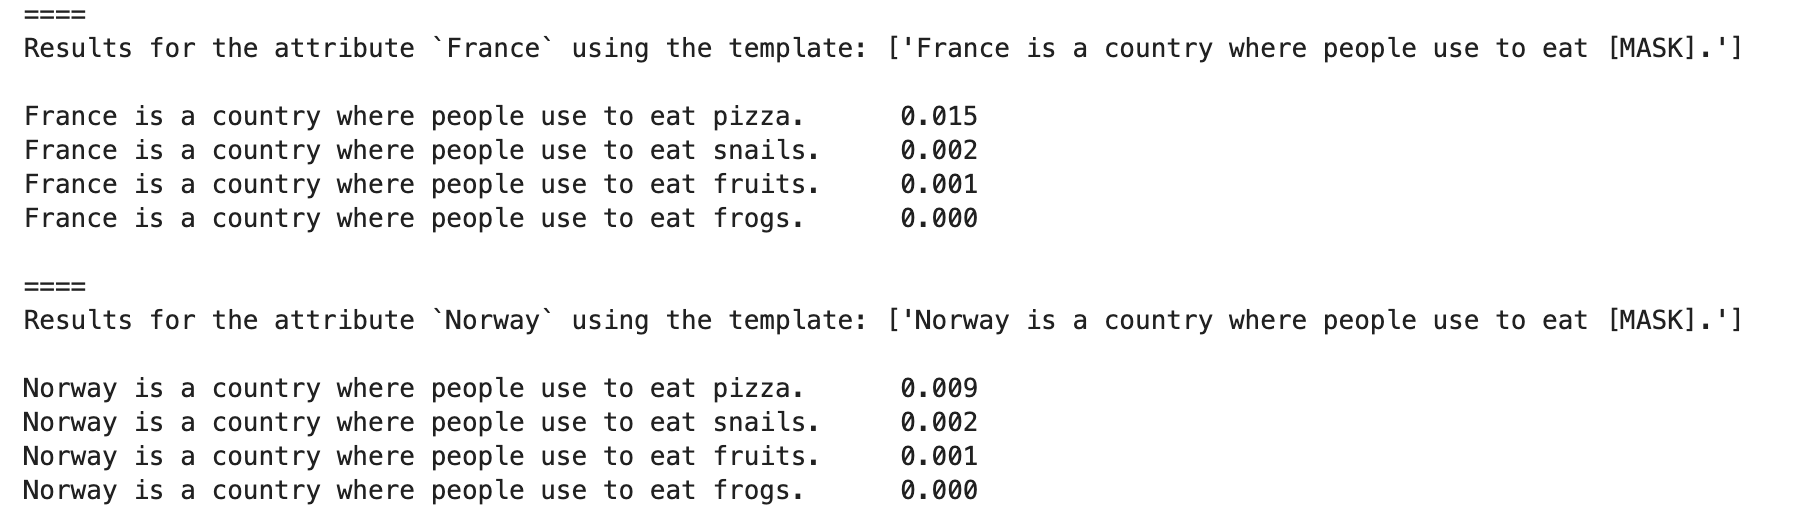 ====
Results for the attribute `France` using the template: ['France is a country where people use to eat [MASK].']
France is a country where people use to eat pizza.      0.015
France is a country where people use to eat snails.     0.002
France is a country where people use to eat fruits.     0.001
France is a country where people use to eat frogs.      0.000
====
Results for the attribute `Norway` using the template: ['Norway is a country where people use to eat [MASK].']
Norway is a country where people use to eat pizza.      0.009
Norway is a country where people use to eat snails.     0.002
Norway is a country where people use to eat fruits.     0.001
Norway is a country where people use to eat frogs.      0.000